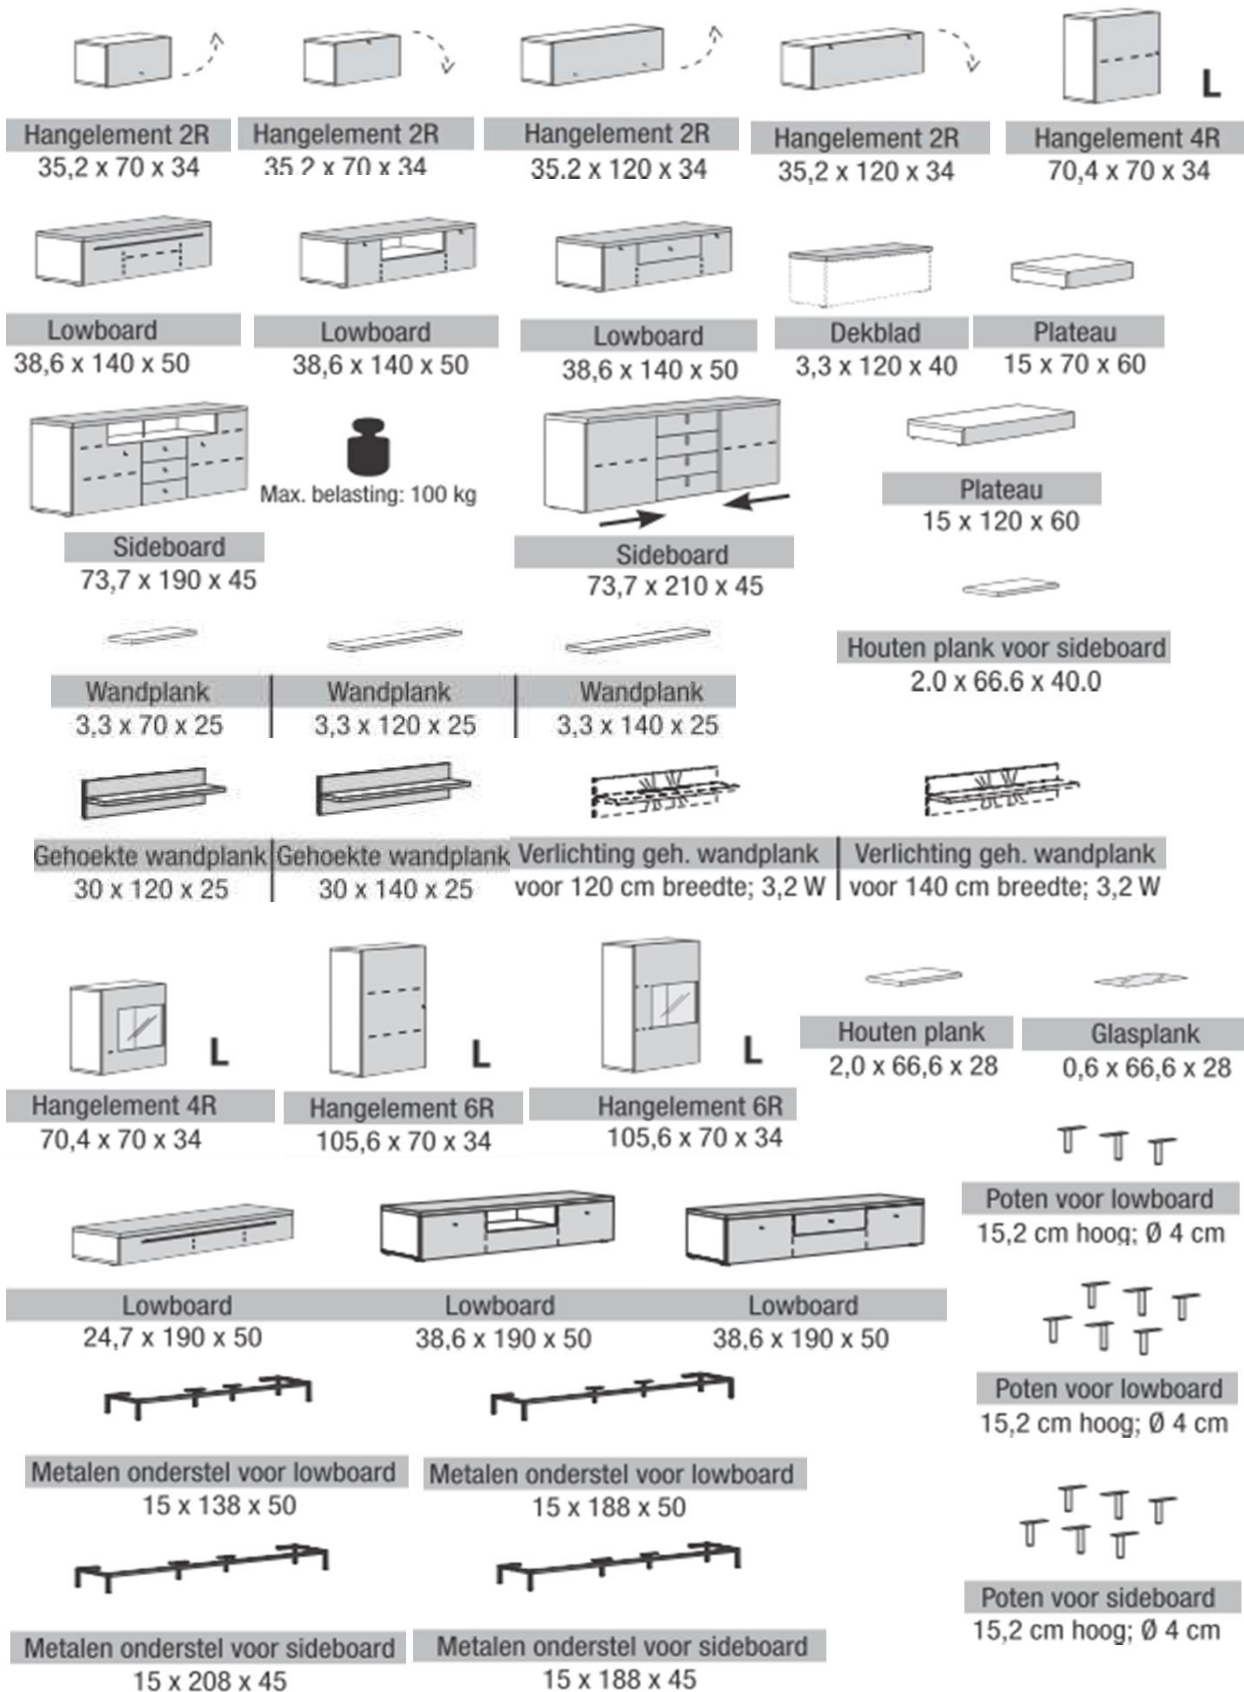 L
Hangelement 2R
35,2 x 70 x 34
Hangelement 2R
35,2 x 70 x 34
Hangelement 2R
35,2 x 120 x 34
Hangelement 2R
35,2 x 120 x 34
Hangelement 4R
70,4 x 70 x 34
Lowboard
38,6 x 140 x 50
Lowboard
38,6 x 140 x 50
Lowboard
38,6 x 140 x 50
Dekblad
3,3 x 120 x 40
Plateau
15 x 70 x 60
Max. belasting: 100 kg
Sideboard
73,7 x 190 x 45
Sideboard
73,7 x 210 x 45
Plateau
15 x 120 x 60
Houten plank voor sideboard
2.0 x 66.6 x 40.0
Wandplank
3,3 x 70 x 25
Wandplank
3,3 x 120 x 25
Wandplank
3,3 x 140 x 25
Gehoekte wandplank
30 x 120 x 25
Gehoekte wandplank
30 x 140 x 25
Verlichting geh. wandplank
voor 120 cm breedte; 3,2 W
Verlichting geh. wandplank
voor 140 cm breedte; 3,2 W
L
Hangelement 4R
70,4 x 70 x 34
L
Hangelement 6R
105,6 x 70 x 34
L
Hangelement 6R
105,6 x 70 x 34
Houten plank
2,0 x 66,6 x 28
Glasplank
0,6 x 66,6 x 28
Poten voor lowboard
15,2 cm hoog; Ø 4 cm
Lowboard
24,7 x 190 x 50
Lowboard
38,6 x 190 x 50
Lowboard
38,6 x 190 x 50
Poten voor lowboard
15,2 cm hoog; Ø 4 cm
Metalen onderstel voor lowboard
15 x 138 x 50
Metalen onderstel voor lowboard
15 x 188 x 50
Poten voor sideboard
15,2 cm hoog; Ø 4 cm
Metalen onderstel voor sideboard
15 x 208 x 45
Metalen onderstel voor sideboard
15 x 188 x 45